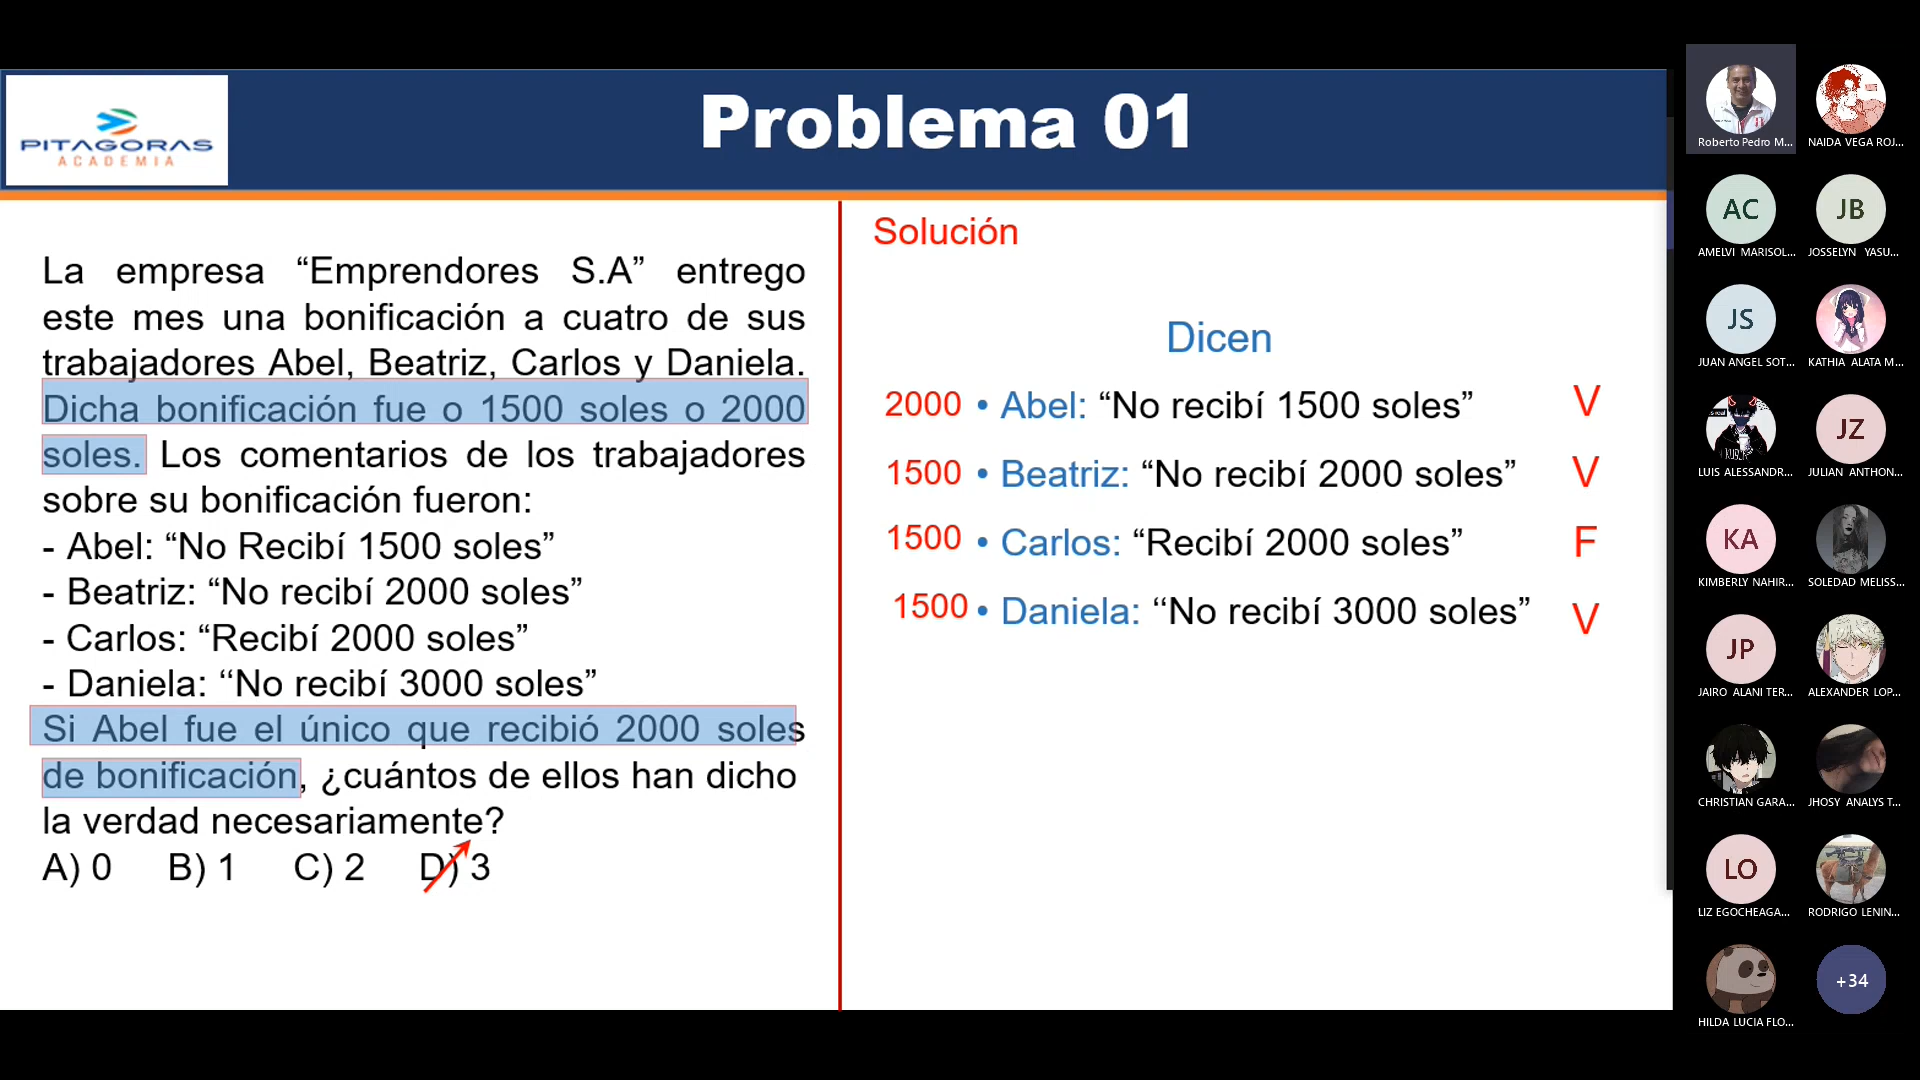 PITAGORAS
ACADEMIA
Problema 01
La empresa “Emprendores S.A” entrego
este mes una bonificación a cuatro de sus
trabajadores Abel, Beatriz, Carlos y Daniela.
Dicha bonificación fue o 1500 soles o 2000
soles. Los comentarios de los trabajadores
sobre su bonificación fueron:
- Abel: “No Recibí 1500 soles”
- Beatriz: “No recibí 2000 soles”
- Carlos: “Recibí 2000 soles”
- Daniela: ‘‘No recibí 3000 soles”
Si Abel fue el único que recibió 2000 soles
de bonificación, ¿cuántos de ellos han dicho
la verdad necesariamente?
A) 0 B) 1 C) 2 D) 3
Solución
Dicen
2000 • Abel: “No recibí 1500 soles” V
1500 • Beatriz: “No recibí 2000 soles” V
1500 • Carlos: “Recibí 2000 soles” F
1500 • Daniela: ‘‘No recibí 3000 soles” V
Roberto Pedro M...
NAIDA VEGA ROJ...
AC
AMELVI MARISOL...
JB
JOSSELYN YASU...
JS
JUAN ANGEL SOT...
KATHIA ALATA M...
LUIS ALESSANDR...
JZ
JULIAN ANTHON...
KA
KIMBERLY NAHIR...
SOLEDAD MELISS...
JP
JAIRO ALANI TER...
ALEXANDER LOP...
CHRISTIAN GARA...
JHOSY ANALYS T...
LO
LIZ EGOCHEAGA...
RODRIGO LENIN...
HILDA LUCIA FLO...
+34